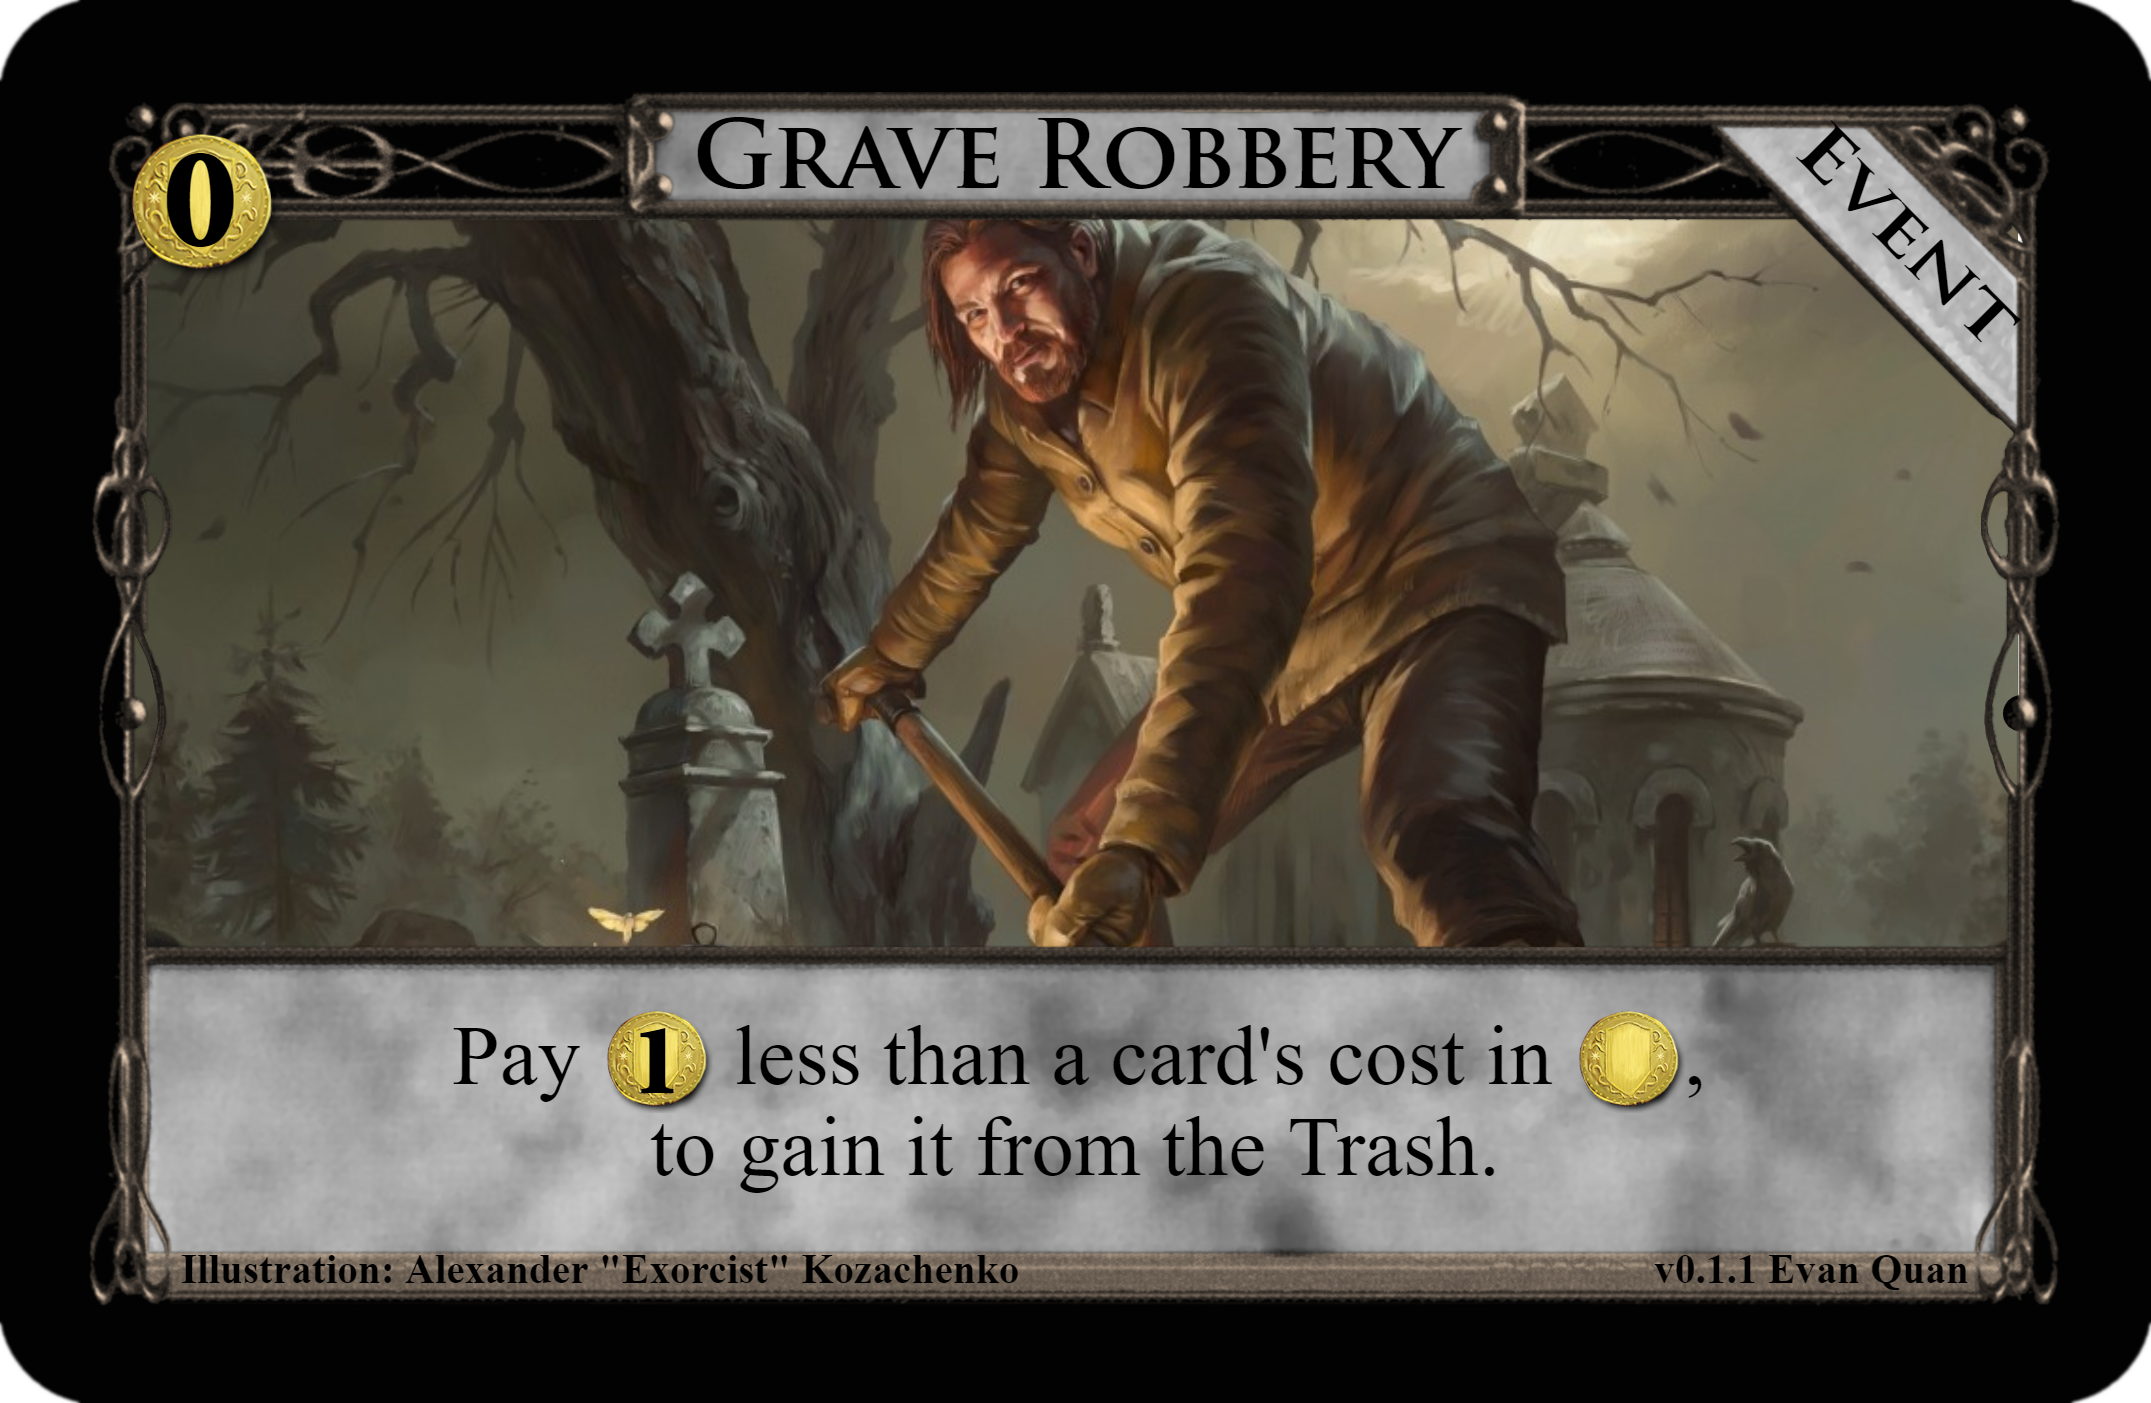 0
Grave Robbery
Event
Pay 1 less than a card's cost in ,
to gain it from the Trash.
Illustration: Alexander "Exorcist" Kozachenko
v0.1.1 Evan Quan